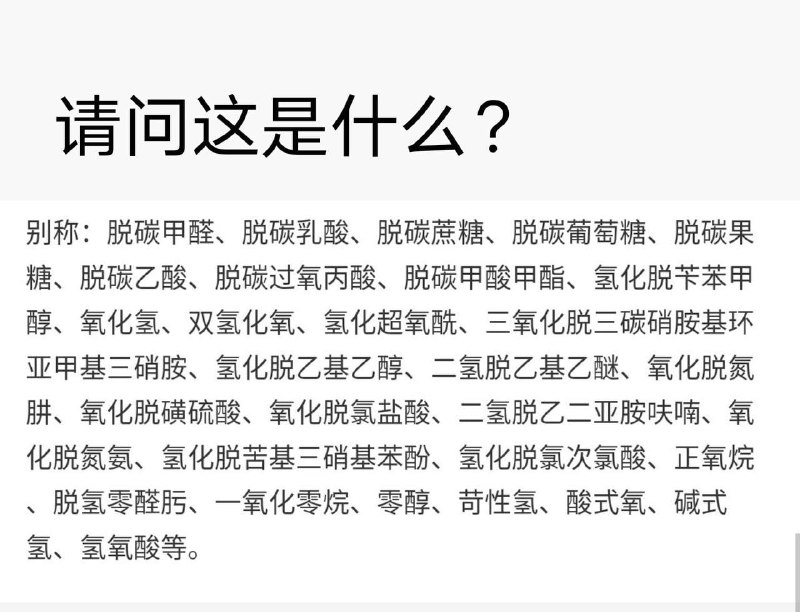 请问这是什么?
别称：脱碳甲醛、脱碳乳酸、脱碳蔗糖、脱碳葡萄糖、脱碳果
糖、脱碳乙酸、脱碳过氧丙酸、脱碳甲酸甲酯、氢化脱苄苯甲
醇、氧化氢、双氢化氧、氢化超氧酰、三氧化脱三碳硝胺基环
亚甲基三硝胺、氢化脱乙基乙醇、二氢脱乙基乙醚、氧化脱氮
肼、氧化脱磺硫酸、氧化脱氯盐酸、二氢脱乙二亚胺呋喃、氧
化脱氮氨、氢化脱苦基三硝基苯酚、氢化脱氯次氯酸、正氧烷
、脱氢零醛肟、一氧化零烷、零醇、苛性氢、酸式氧、碱式
氢、氢氧酸等。